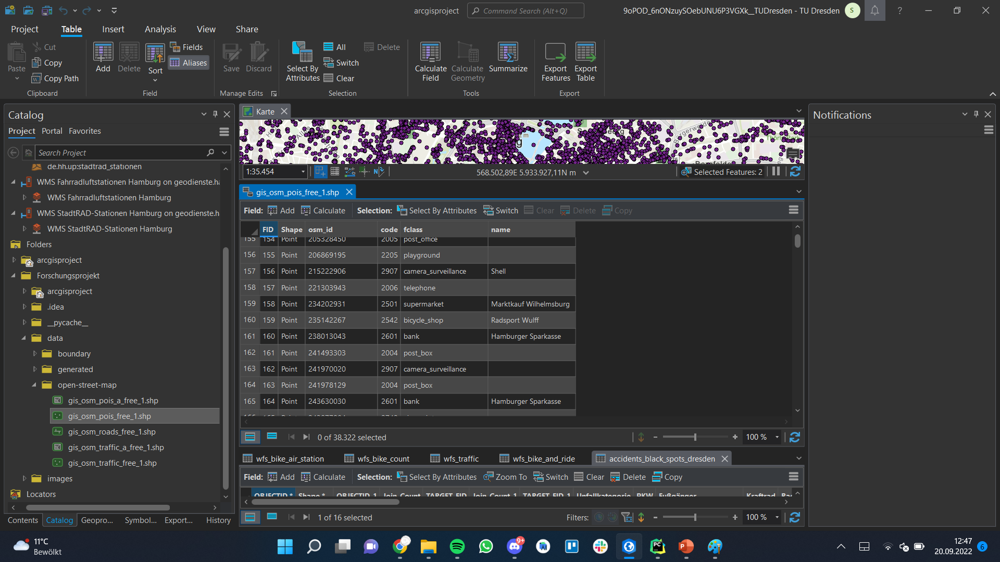 arcgisproject
Command Search (Alt+Q)
9oPOD_6nONzuySOebUNU6P3VGXk__TUDresden - TU Dresden
S
?
Project
Table
Insert
Analysis
View
Share
Paste
Cut
Copy
Copy Path
Clipboard
Add
Delete
Sort
Fields
Aliases
Field
Save
Discard
Manage Edits
Select By Attributes
All
Switch
Clear
Delete
Selection
Calculate Field
Calculate Geometry
Summarize
Tools
Export Features
Export Table
Export
Catalog
Project
Portal
Favorites
Search Project
de.hh.up:stadtrad_stationen
WMS Fahrradluftstationen Hamburg on geodienste.ha
WMS Fahrradluftstationen Hamburg
WMS StadtRAD-Stationen Hamburg on geodienste.h
WMS StadtRAD-Stationen Hamburg
Folders
arcgisproject
Forschungsprojekt
arcgisproject
.idea
__pycache__
data
boundary
generated
open-street-map
gis_osm_pois_a_free_1.shp
gis_osm_pois_free_1.shp
gis_osm_roads_free_1.shp
gis_osm_traffic_a_free_1.shp
gis_osm_traffic_free_1.shp
images
Locators
Contents
Catalog
Geopro...
Symbol...
Export...
History
Karte
1:35.454
568.502,89E 5.933.927,11N m
Selected Features: 2
gis_osm_pois_free_1.shp
Field: Add Calculate Selection: Select By Attributes Switch Clear Delete Copy
FID Shape osm_id code fclass name
155 154 Point 205328450 2005 post_office
156 155 Point 206869195 2205 playground
157 156 Point 215222906 2907 camera_surveillance Shell
158 157 Point 221303943 2006 telephone
159 158 Point 234202931 2501 supermarket Marktkauf Wilhelmsburg
160 159 Point 235142267 2542 bicycle_shop Radsport Wulff
161 160 Point 238013043 2601 bank Hamburger Sparkasse
162 161 Point 241493303 2004 post_box
163 162 Point 241970020 2907 camera_surveillance
164 163 Point 241978129 2004 post_box
165 164 Point 243630030 2601 bank Hamburger Sparkasse
0 of 38.322 selected
100 %
wfs_bike_air_station
wfs_bike_count
wfs_traffic
wfs_bike_and_ride
accidents_black_spots_dresden
Field: Add Calculate Selection: Select By Attributes Zoom To Switch Clear Delete Copy
OBJECTID * Shape * OBJECTID_1 Join_Count TARGET_FID Join_Count_1 TARGET_FID_1 Unfallkategorie PKW Fußgänger Kraftrad
1 of 16 selected
Filters:
100 %
Notifications
11°C
Bewölkt
9+
PC
12:47
20.09.2022
6